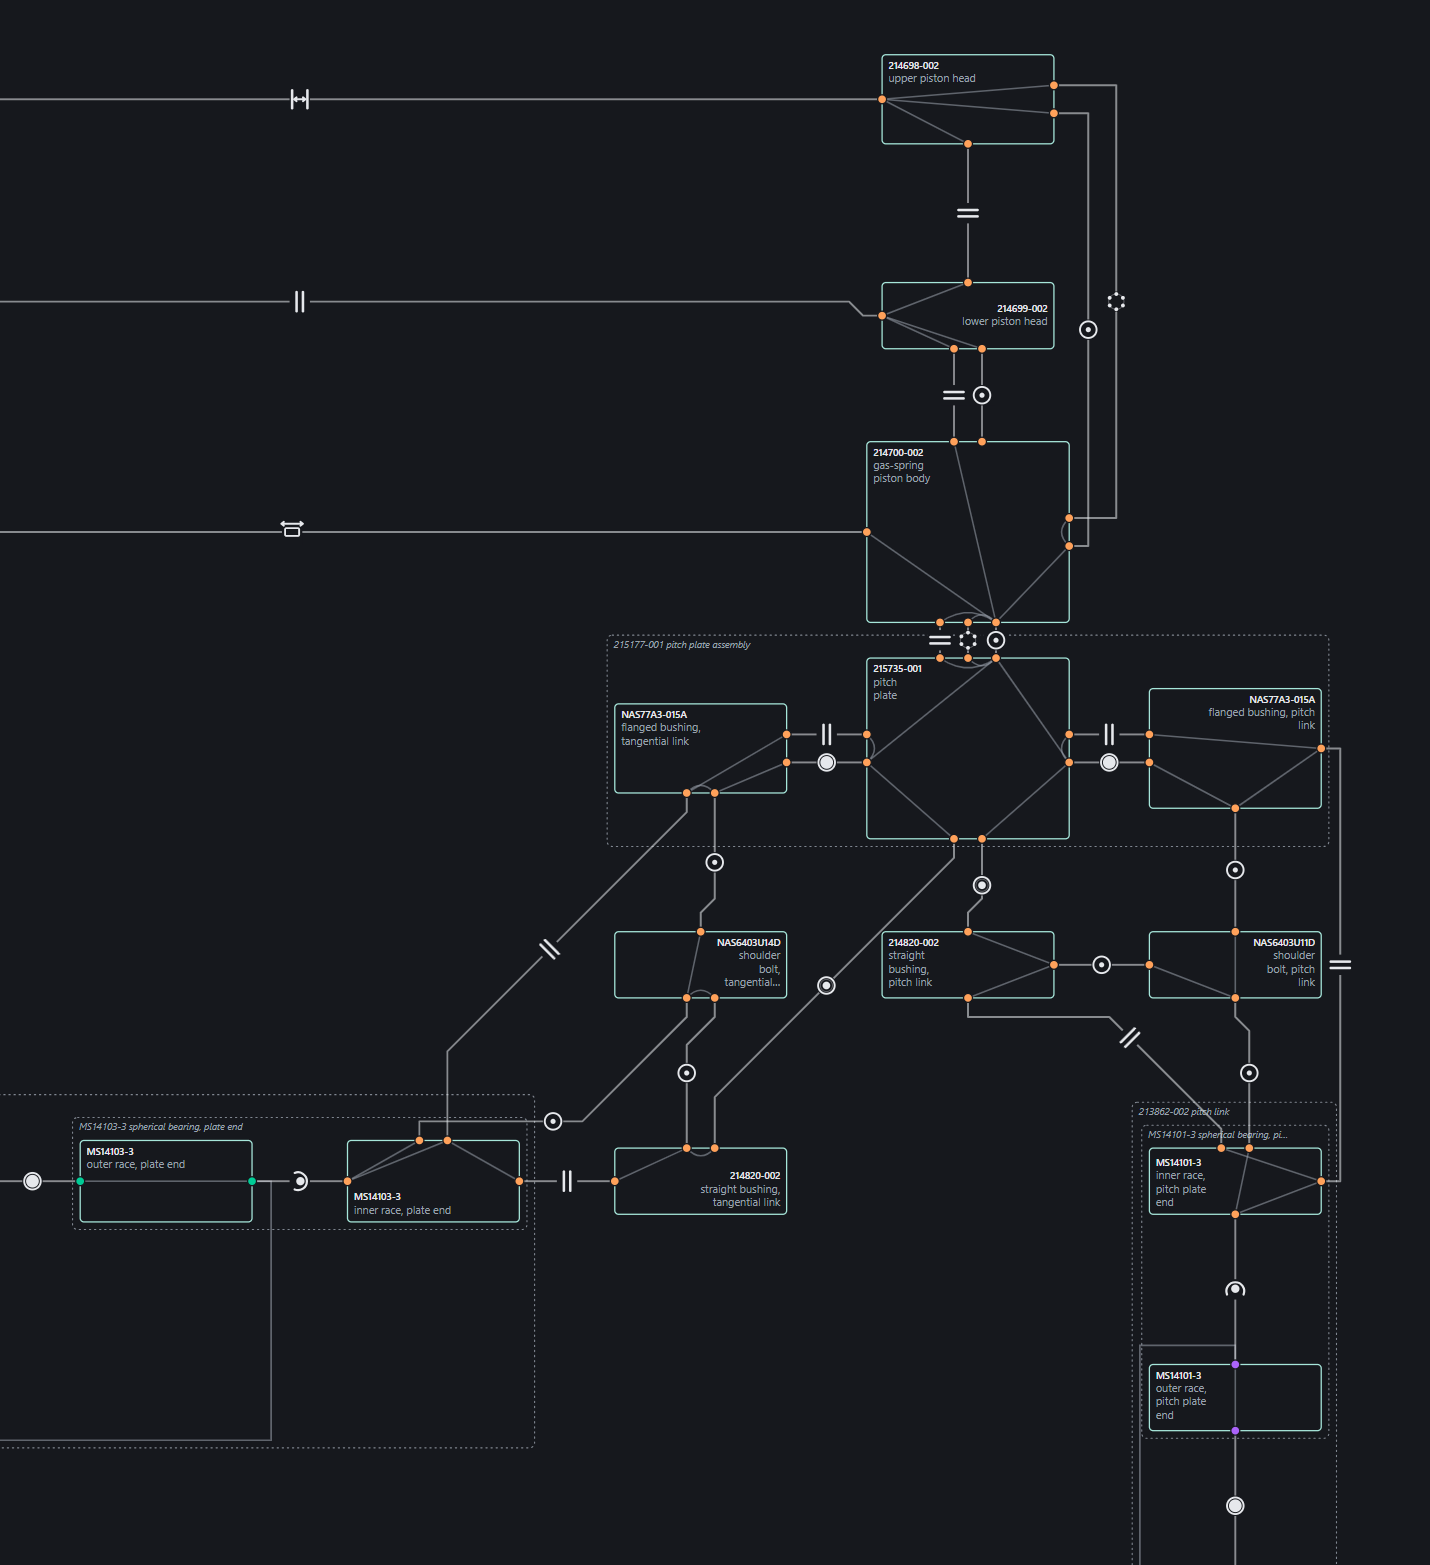 214698-002
upper piston head
214699-002
lower piston head
214700-002
gas-spring
piston body
215177-001 pitch plate assembly
215735-001
pitch
plate
NAS77A3-015A
flanged bushing,
tangential link
NAS77A3-015A
flanged bushing, pitch
link
NAS6403U14D
shoulder
bolt,
tangential...
214820-002
straight
bushing,
pitch link
NAS6403U11D
shoulder
bolt, pitch
link
213862-002 pitch link
MS14103-3 spherical bearing, plate end
MS14101-3 spherical bearing, pi...
MS14103-3
outer race, plate end
MS14103-3
inner race, plate end
214820-002
straight bushing,
tangential link
MS14101-3
inner race,
pitch plate
end
MS14101-3
outer race,
pitch plate
end